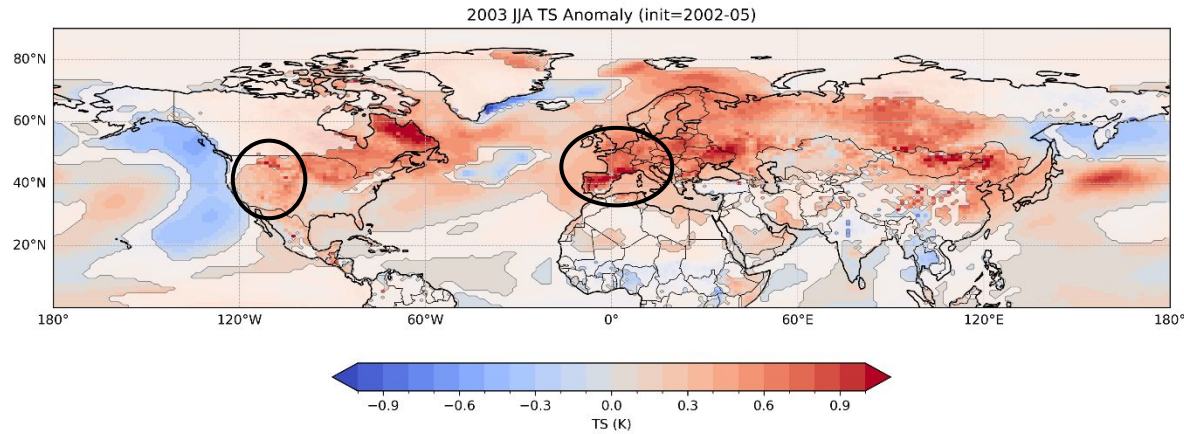 2003 JJA TS Anomaly (init=2002-05)
80°N
60°N
40°N
20°N
180° 120°W 60°W 0° 60°E 120°E 180°
−0.9 −0.6 −0.3 0.0 0.3 0.6 0.9
TS (K)